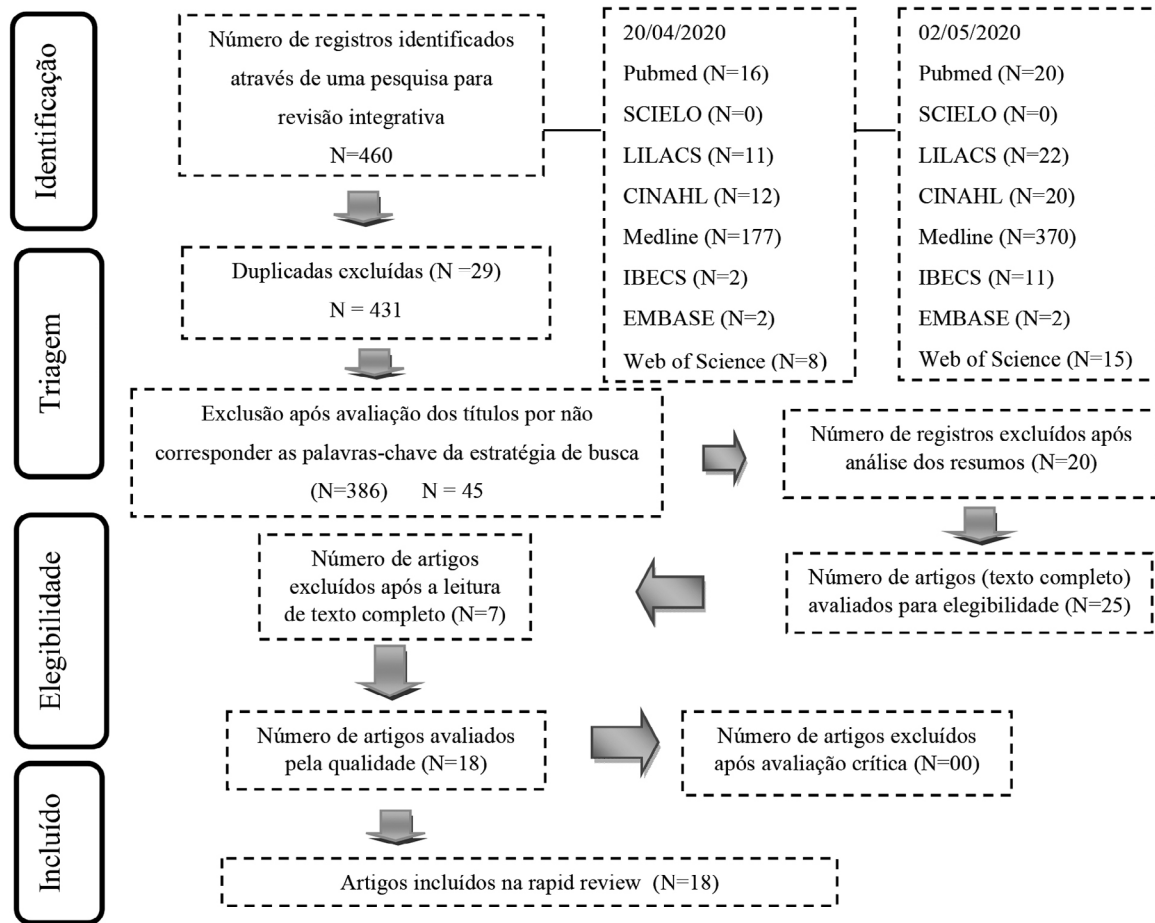 Identificação
Número de registros identificados
através de uma pesquisa para
revisão integrativa
N=460
20/04/2020
Pubmed (N=16)
SCIELO (N=0)
LILACS (N=11)
CINAHL (N=12)
Medline (N=177)
IBECS (N=2)
EMBASE (N=2)
Web of Science (N=8)
02/05/2020
Pubmed (N=20)
SCIELO (N=0)
LILACS (N=22)
CINAHL (N=20)
Medline (N=370)
IBECS (N=11)
EMBASE (N=2)
Web of Science (N=15)
Triagem
Duplicadas cxcluídas (N =29)
N = 431
Exclusão após avaliação dos títulos por não
corresponder as palavras-chave da estratégia de busca
(N=386) N = 45
Número de registros excluídos após
análise dos resumos (N=20)
Elegibilidade
Número de artigos (texto completo)
avaliados para elegibilidade (N=25)
Número de artigos
excluídos após a leitura
de texto completo (N=7)
Número de artigos avaliados
pela qualidade (N=18)
Número de artigos excluídos
após avaliação crítica (N=00)
Incluído
Artigos incluídos na rapid review (N=18)